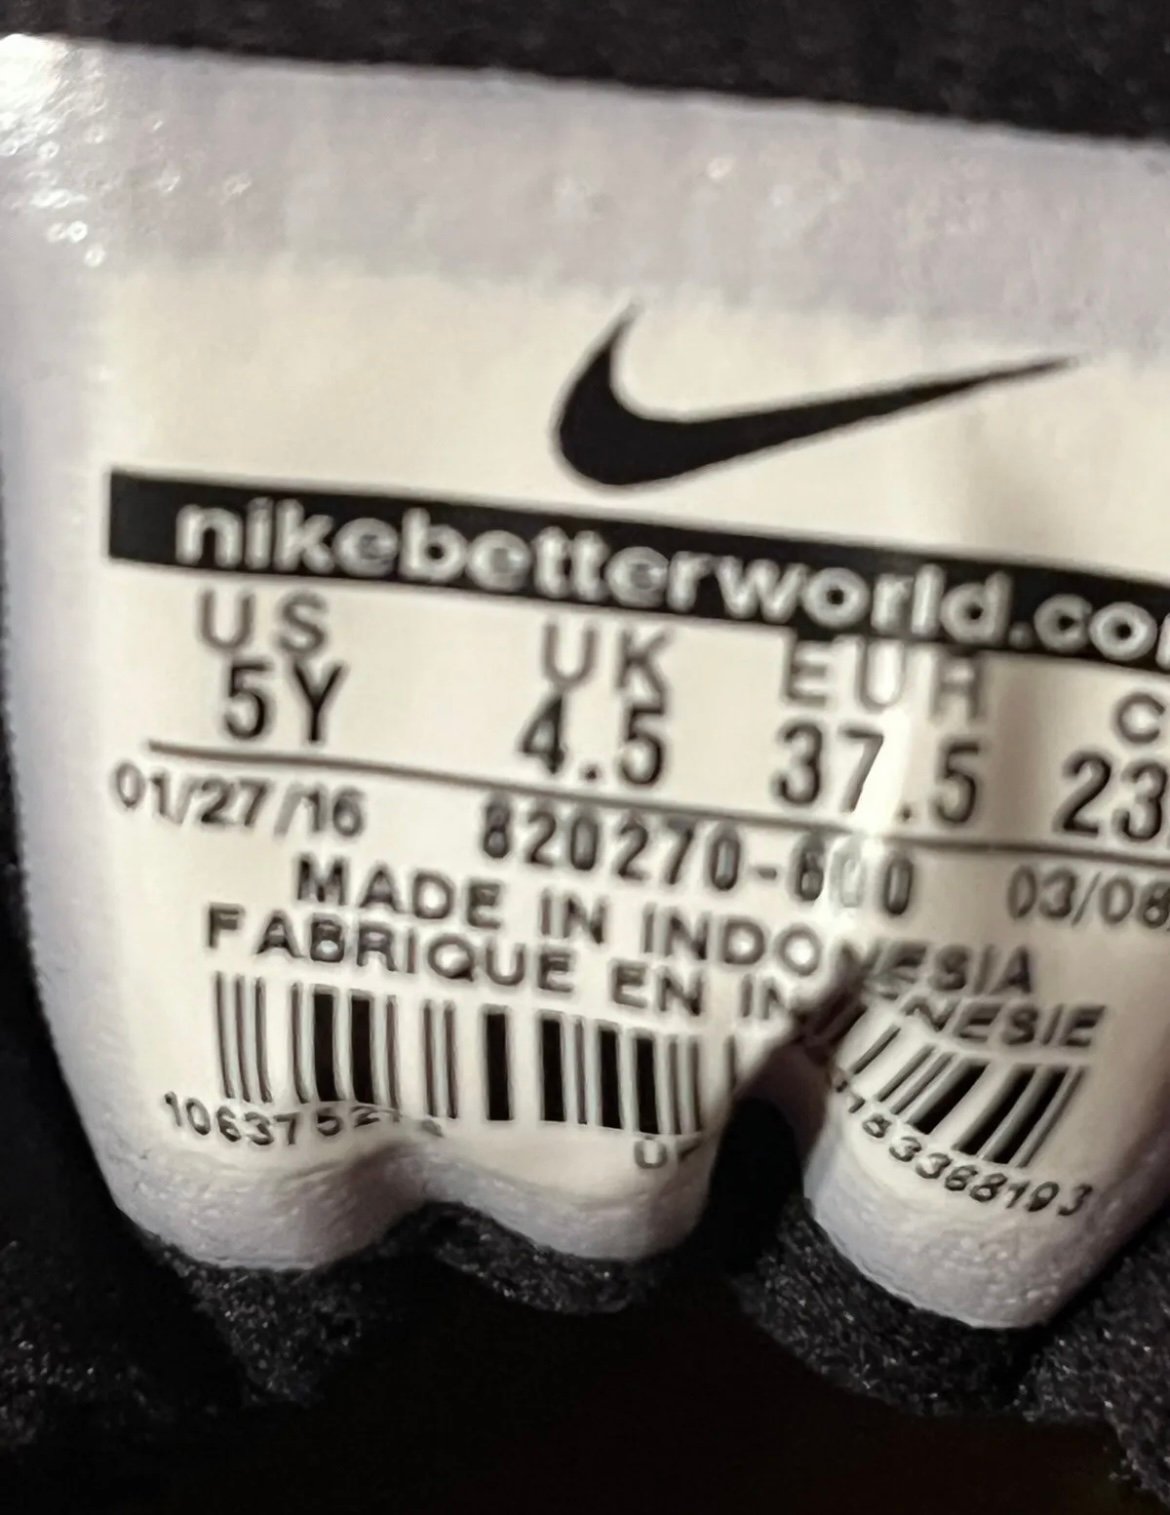 nikebetterworld.co
US UK EUR C
5Y 4.5 37.5 23
01/27/16 820270-600 03/08
MADE IN INDONESIA
FABRIQUE EN INDONESIE